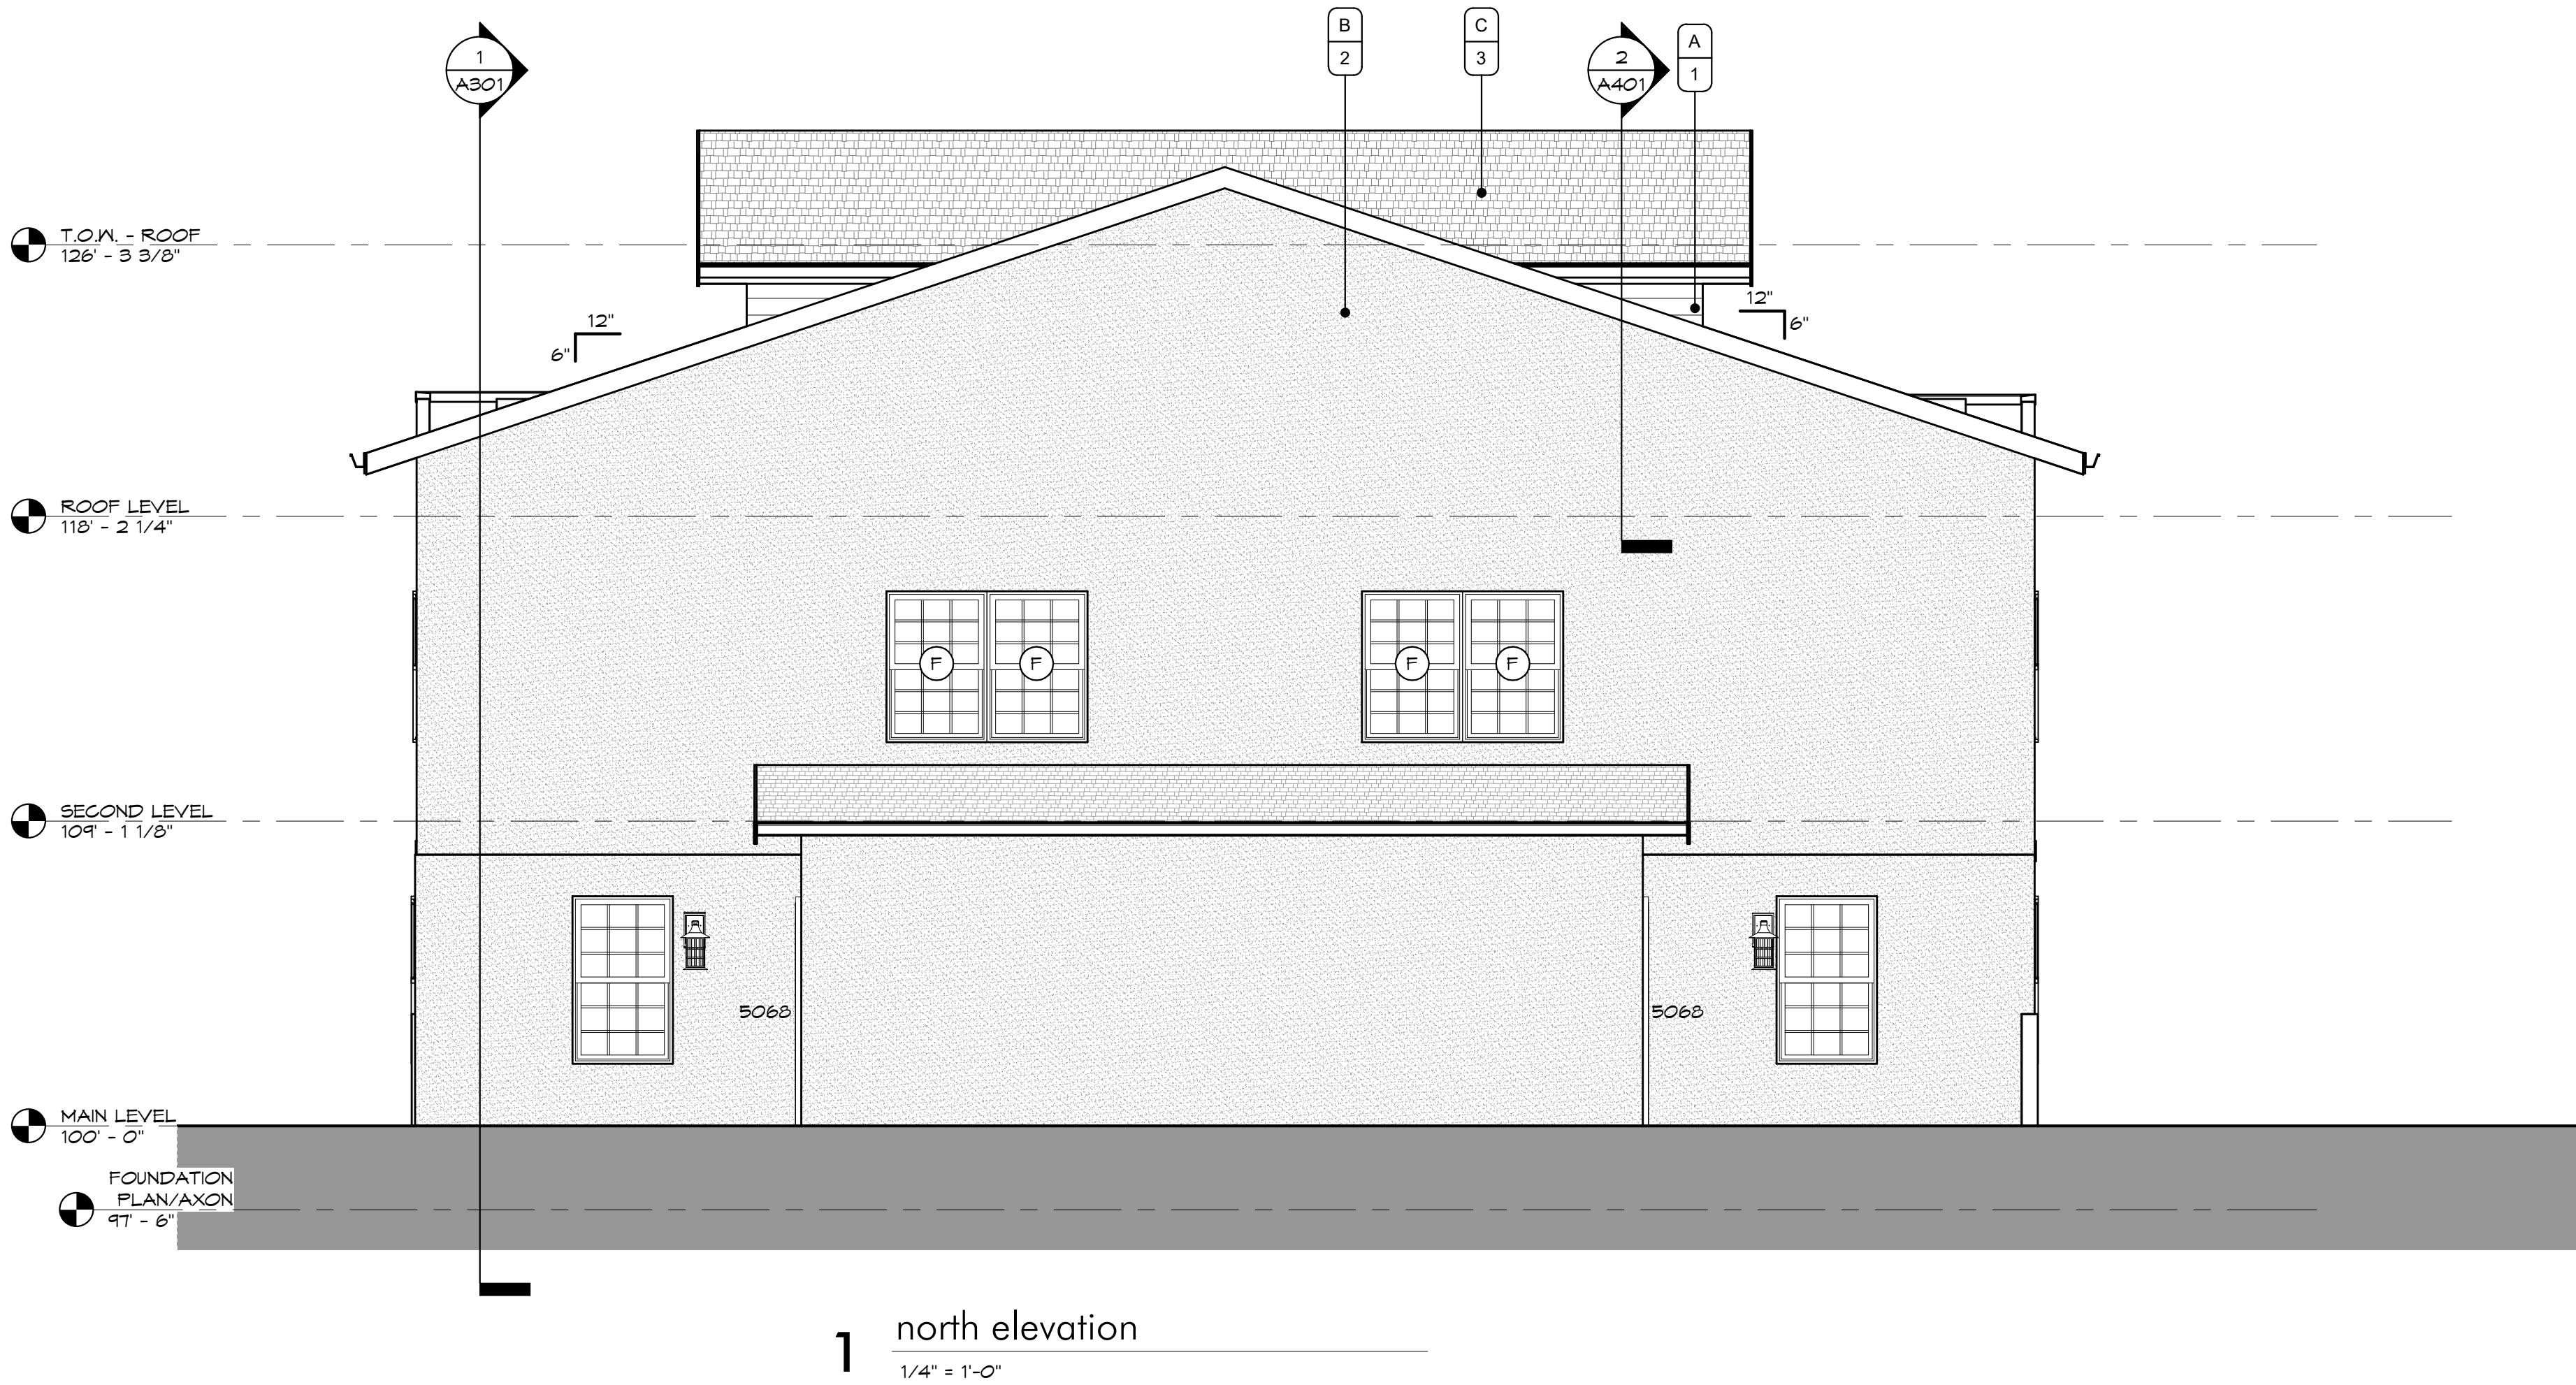 1
A301
B
2
C
3
2
A401
A
1
T.O.W. - ROOF
126' - 3 3/8"
12"
6"
12"
6"
ROOF LEVEL
118' - 2 1/4"
F
F
F
F
SECOND LEVEL
109' - 1 1/8"
5068
5068
MAIN LEVEL
100' - 0"
FOUNDATION
PLAN/AXON
97' - 6"
1
north elevation
1/4" = 1'-0"